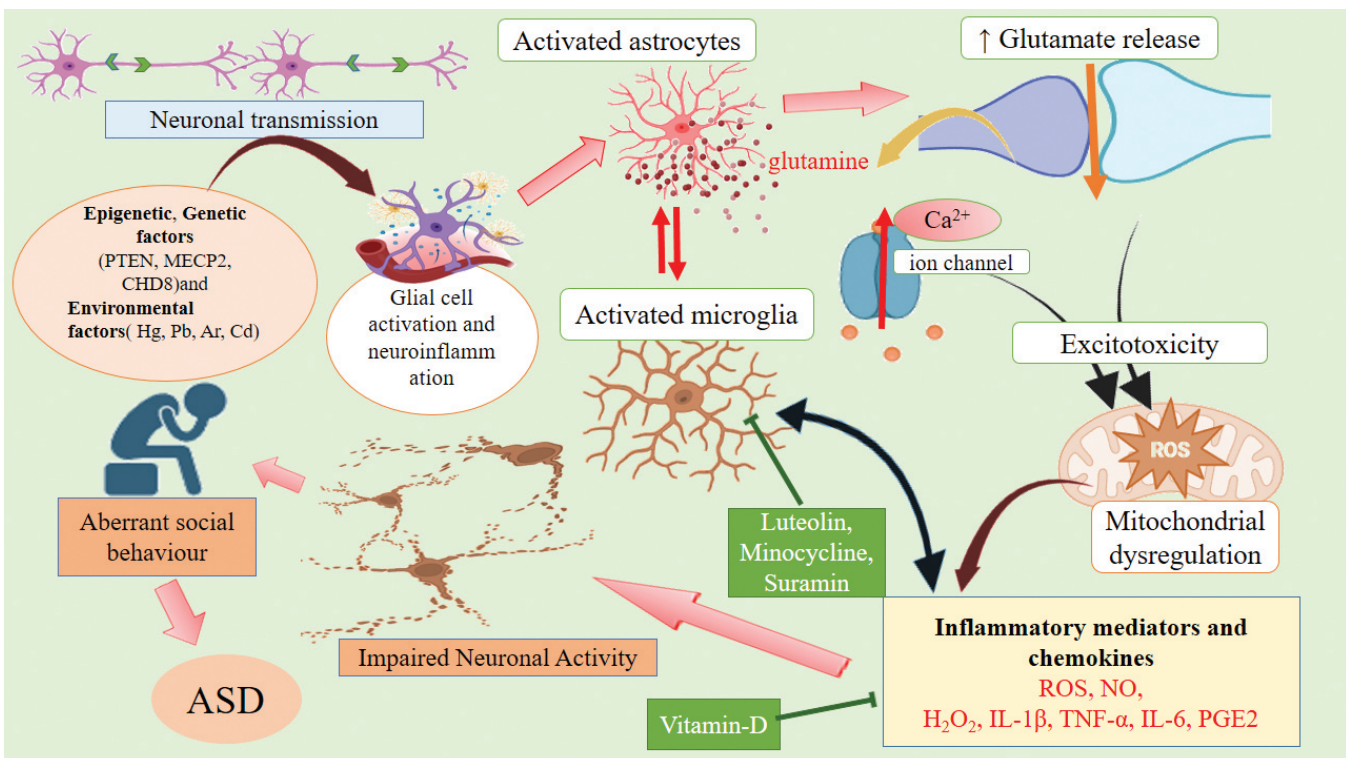 Activated astrocytes
↑ Glutamate release
Neuronal transmission
glutamine
Epigenetic, Genetic
factors
(PTEN, MECP2,
CHD8)and
Environmental
factors( Hg, Pb, Ar, Cd)
Ca²⁺
ion channel
Glial cell
activation and
neuroinflamm
ation
Activated microglia
Excitotoxicity
ROS
Mitochondrial
dysregulation
Aberrant social
behaviour
Luteolin,
Minocycline,
Suramin
Impaired Neuronal Activity
Inflammatory mediators and
chemokines
ROS, NO,
H₂O₂, IL-1β, TNF-α, IL-6, PGE2
ASD
Vitamin-D